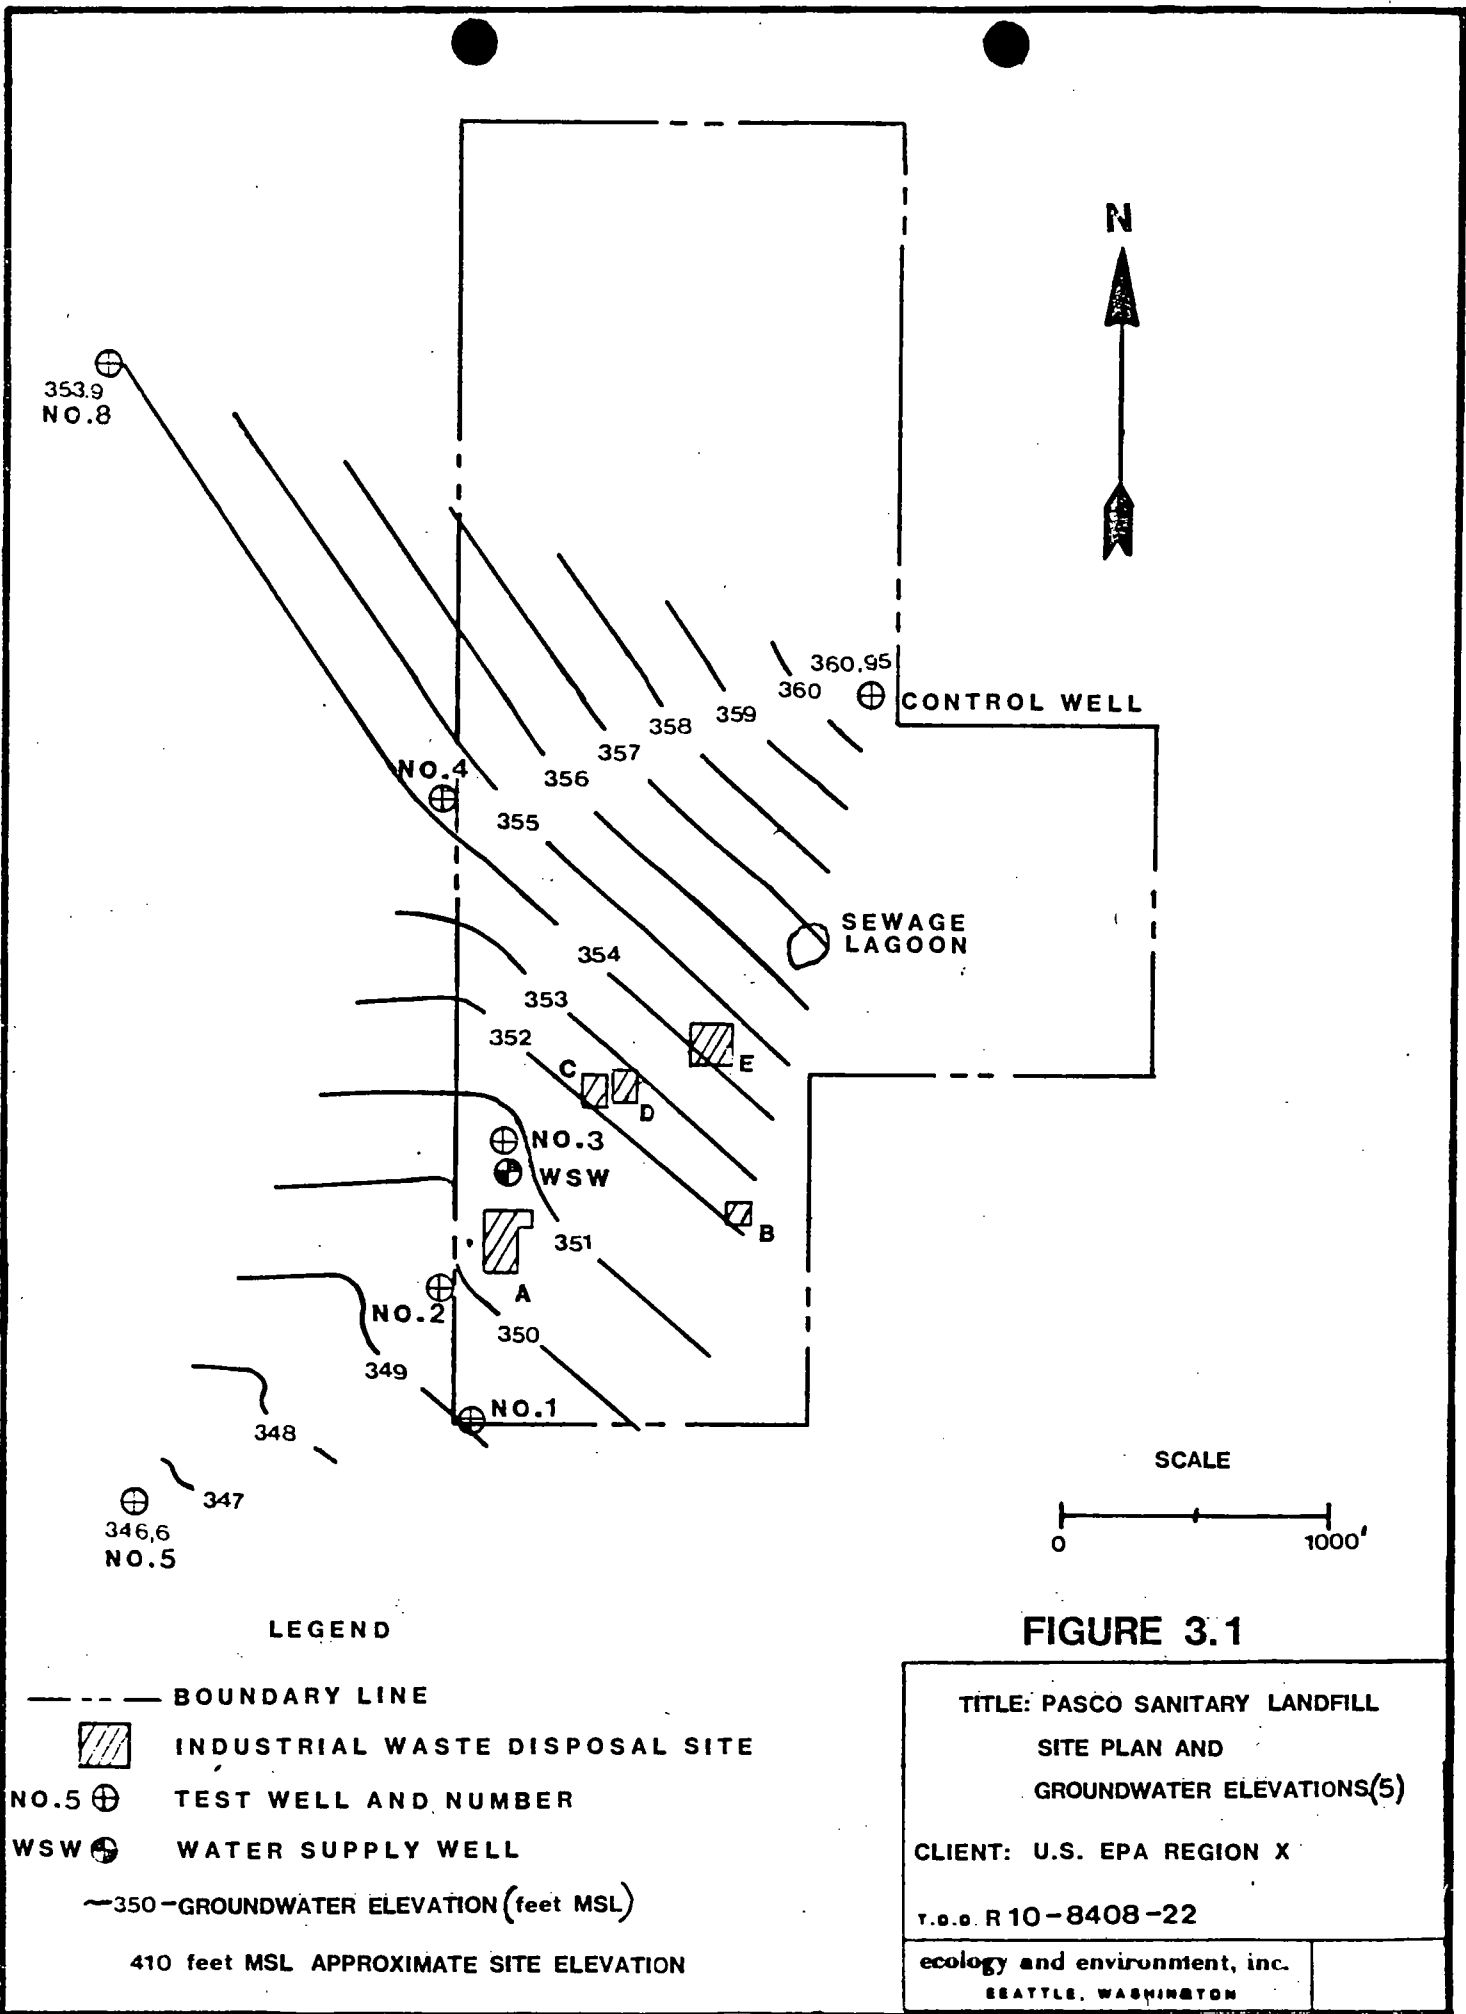 N
353.9
NO.8
360.95
360
CONTROL WELL
359
358
357
356
NO.4
355
SEWAGE
LAGOON
354
353
352
C
E
D
NO.3
WSW
B
351
A
NO.2
350
349
NO.1
348
347
346,6
NO.5
SCALE
0
1000'
LEGEND
BOUNDARY LINE
INDUSTRIAL WASTE DISPOSAL SITE
NO.5 TEST WELL AND NUMBER
WSW WATER SUPPLY WELL
~350-GROUNDWATER ELEVATION (feet MSL)
410 feet MSL APPROXIMATE SITE ELEVATION
FIGURE 3.1
TITLE: PASCO SANITARY LANDFILL
SITE PLAN AND
GROUNDWATER ELEVATIONS(5)
CLIENT: U.S. EPA REGION X
T.D.D. R10-8408-22
ecology and environment, inc.
SEATTLE, WASHINGTON